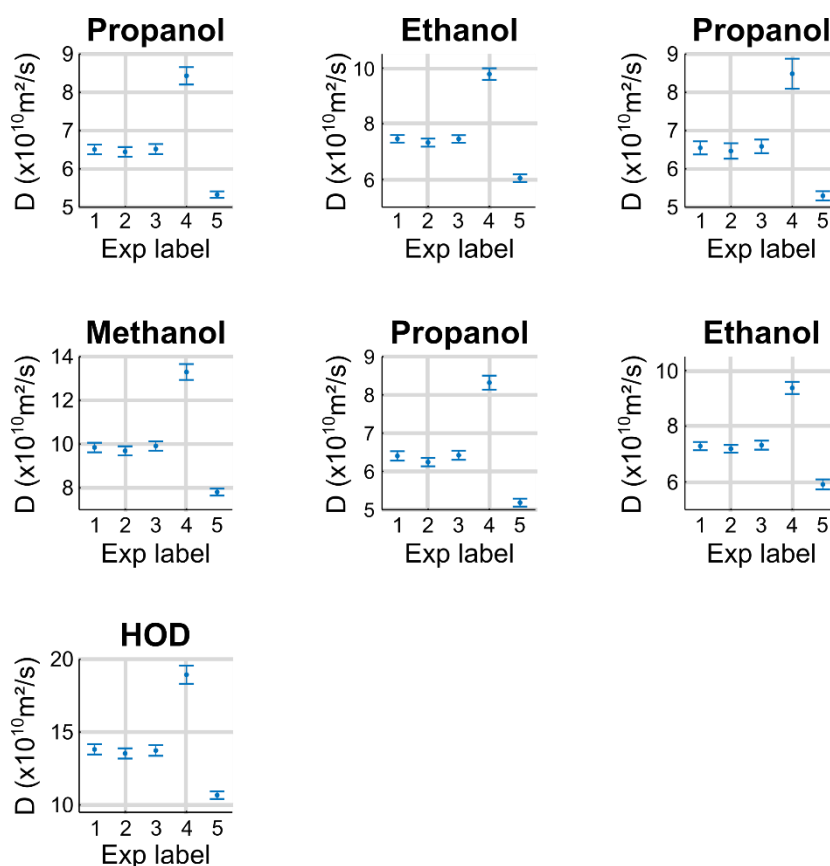 Propanol
9
8
7
6
5
D (x10¹⁰m²/s)
1 2 3 4 5
Exp label
Ethanol
10
8
6
D (x10¹⁰m²/s)
1 2 3 4 5
Exp label
Propanol
9
8
7
6
5
D (x10¹⁰m²/s)
1 2 3 4 5
Exp label
Methanol
14
12
10
8
D (x10¹⁰m²/s)
1 2 3 4 5
Exp label
Propanol
9
8
7
6
5
D (x10¹⁰m²/s)
1 2 3 4 5
Exp label
Ethanol
10
8
6
D (x10¹⁰m²/s)
1 2 3 4 5
Exp label
HOD
20
15
10
D (x10¹⁰m²/s)
1 2 3 4 5
Exp label